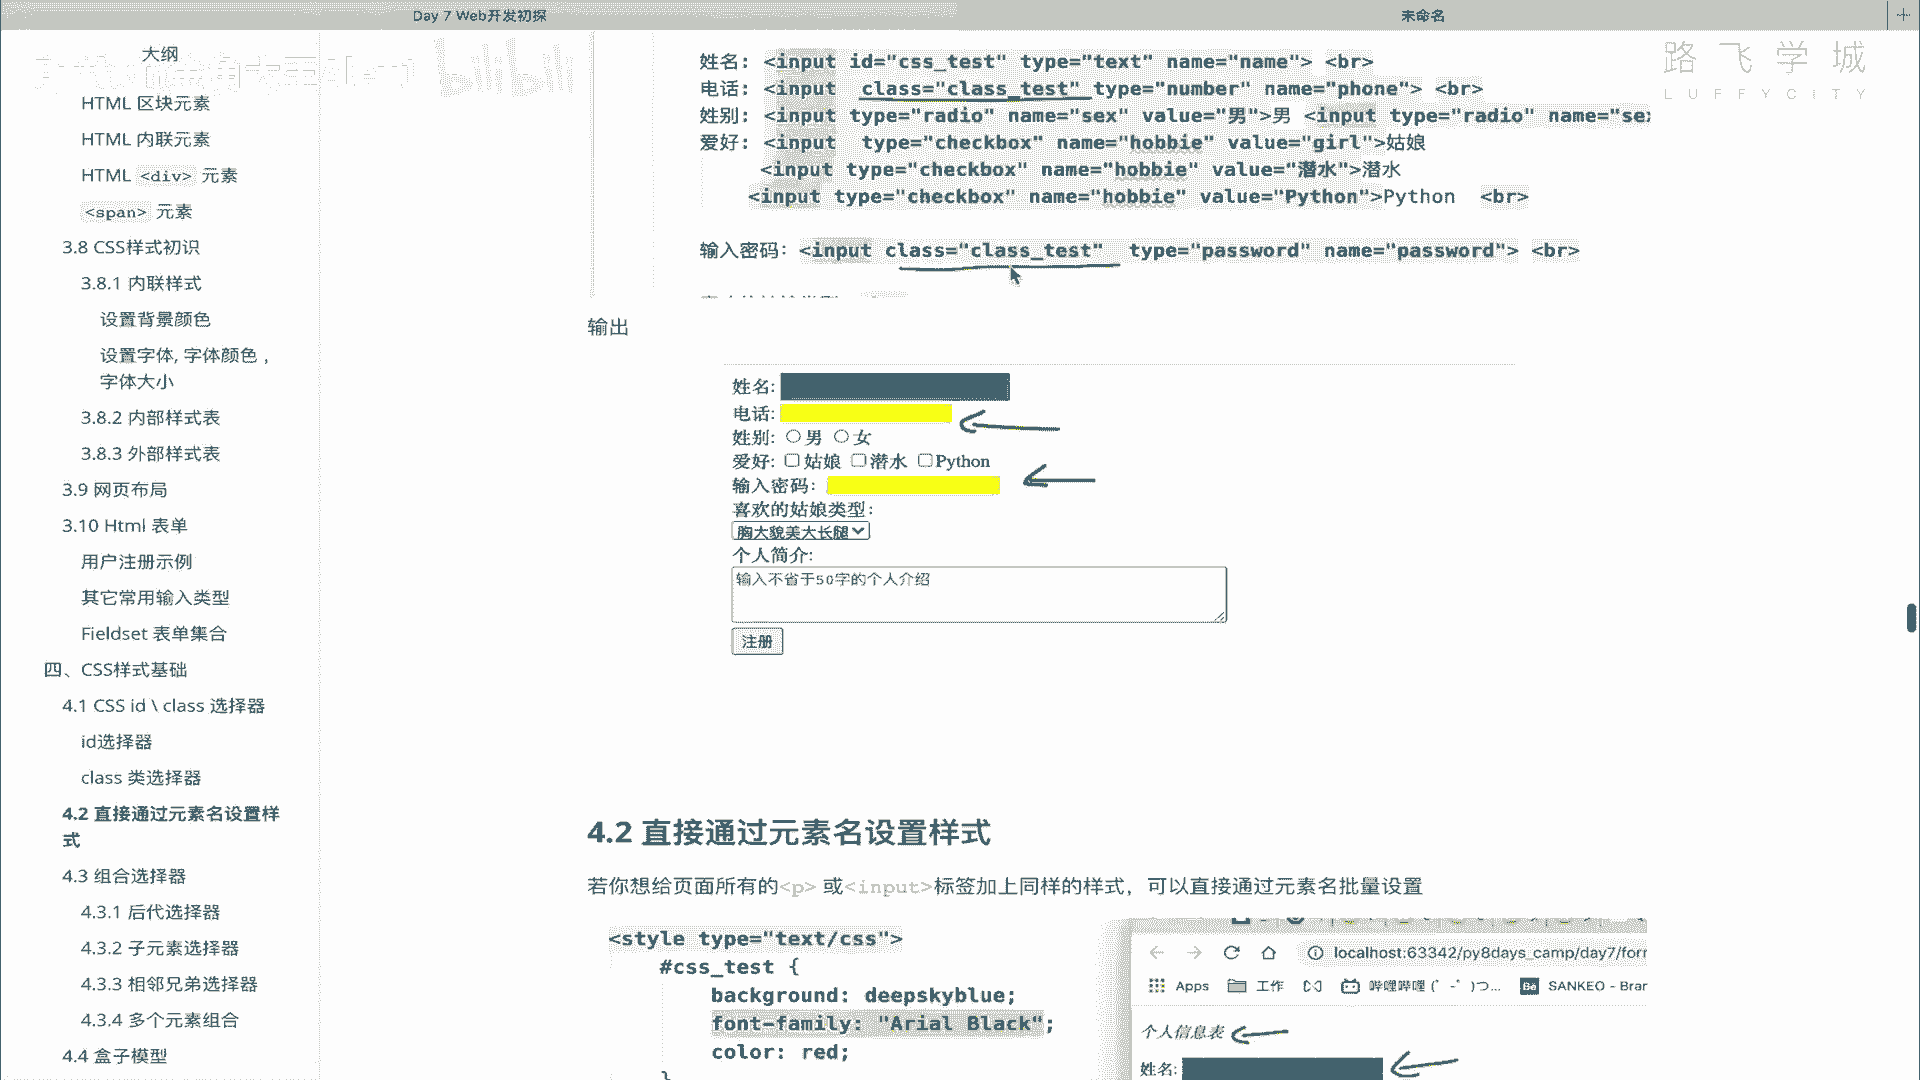 Day 7 Web开发初探
未命名
大纲
bilibili
路飞学城
LUFFYCITY
HTML 区块元素
HTML 内联元素
HTML <div> 元素
<span> 元素
3.8 CSS样式初识
3.8.1 内联样式
设置背景颜色
设置字体, 字体颜色 ,
字体大小
3.8.2 内部样式表
3.8.3 外部样式表
3.9 网页布局
3.10 Html 表单
用户注册示例
其它常用输入类型
Fieldset 表单集合
四、CSS样式基础
4.1 CSS id \ class 选择器
id选择器
class 类选择器
4.2 直接通过元素名设置样
式
4.3 组合选择器
4.3.1 后代选择器
4.3.2 子元素选择器
4.3.3 相邻兄弟选择器
4.3.4 多个元素组合
4.4 盒子模型
姓名: <input id="css_test" type="text" name="name"> <br>
电话: <input  class="class_test" type="number" name="phone"> <br>
姓别: <input type="radio" name="sex" value="男">男 <input type="radio" name="se
爱好: <input  type="checkbox" name="hobbie" value="girl">姑娘
<input type="checkbox" name="hobbie" value="潜水">潜水
<input type="checkbox" name="hobbie" value="Python">Python  <br>
输入密码: <input class="class_test"  type="password" name="password"> <br>
输出
姓名:
电话:
姓别: 男 女
爱好: 姑娘 潜水 Python
输入密码:
喜欢的姑娘类型:
胸大貌美大长腿
个人简介:
输入不省于50字的个人介绍
注册
4.2 直接通过元素名设置样式
若你想给页面所有的<p> 或<input>标签加上同样的样式，可以直接通过元素名批量设置
<style type="text/css">
#css_test {
background: deepskyblue;
font-family: "Arial Black";
color: red;
}
localhost:63342/py8days_camp/day7/for
Apps 工作 哔哩哔哩 (゜-゜)つ... Bē SANKEO - Bra
个人信息表
姓名: